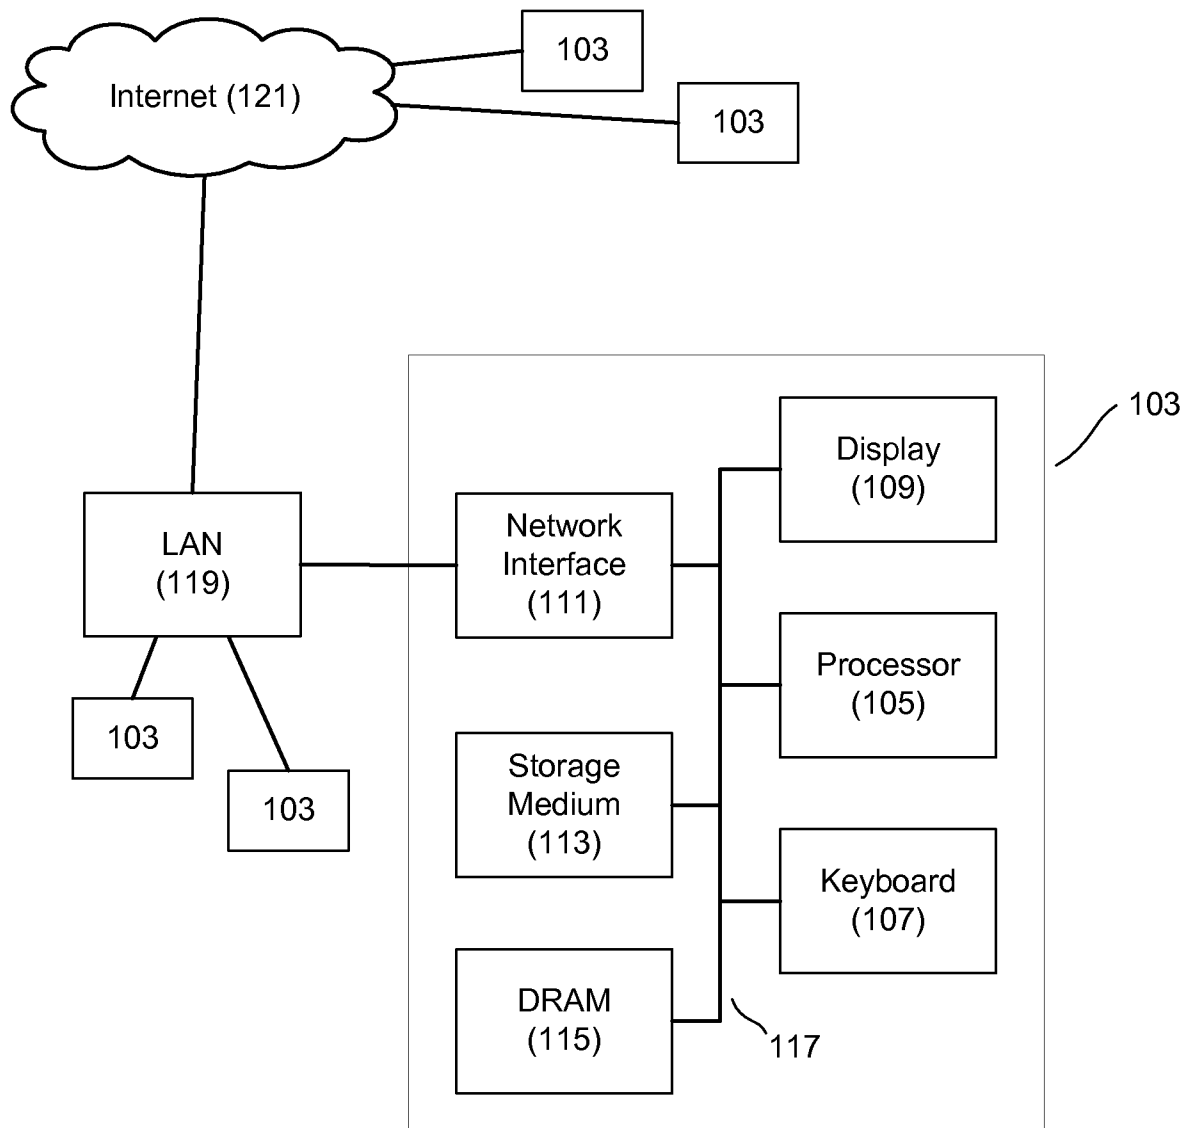 103
Internet (121)
103
103
Display
(109)
Network
Interface
(111)
LAN
(119)
Processor
(105)
103
Storage
Medium
(113)
103
Keyboard
(107)
DRAM
(115)
117